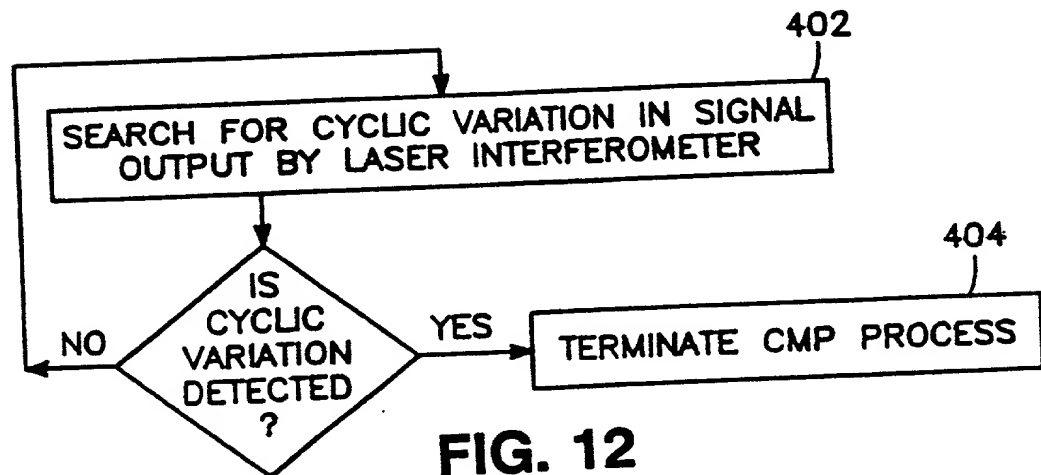 402
SEARCH FOR CYCLIC VARIATION IN SIGNAL
OUTPUT BY LASER INTERFEROMETER
IS
CYCLIC
VARIATION
DETECTED
?
NO
YES
404
TERMINATE CMP PROCESS
FIG. 12